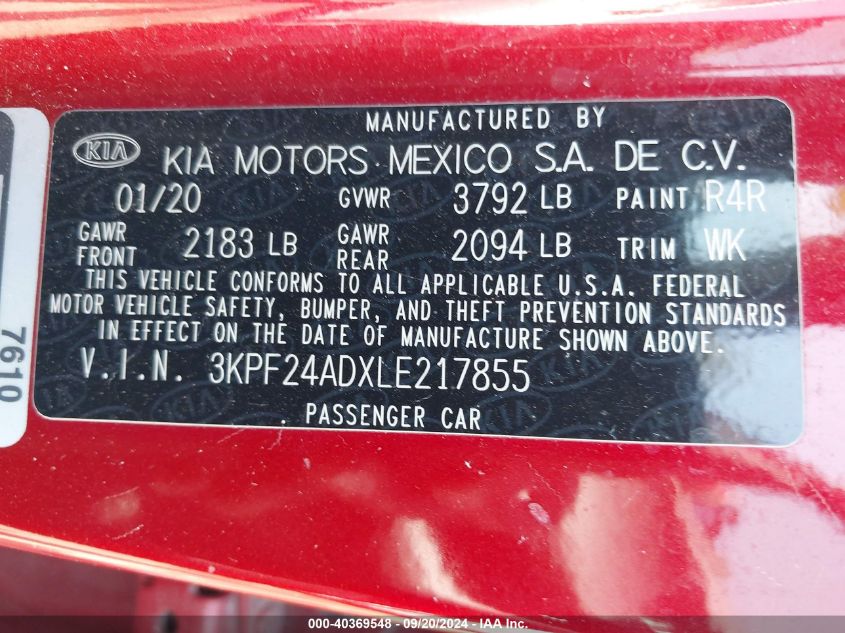 MANUFACTURED BY
KIA KIA MOTORS MEXICO S.A. DE C.V.
01/20 GVWR 3792 LB PAINT R4R
GAWR FRONT 2183 LB GAWR REAR 2094 LB TRIM WK
THIS VEHICLE CONFORMS TO ALL APPLICABLE U.S.A. FEDERAL
MOTOR VEHICLE SAFETY, BUMPER, AND THEFT PREVENTION STANDARDS
IN EFFECT ON THE DATE OF MANUFACTURE SHOWN ABOVE.
V.I.N. 3KPF24ADXLE217855
PASSENGER CAR
7610
000-40369548 - 09/20/2024 - IAA Inc.